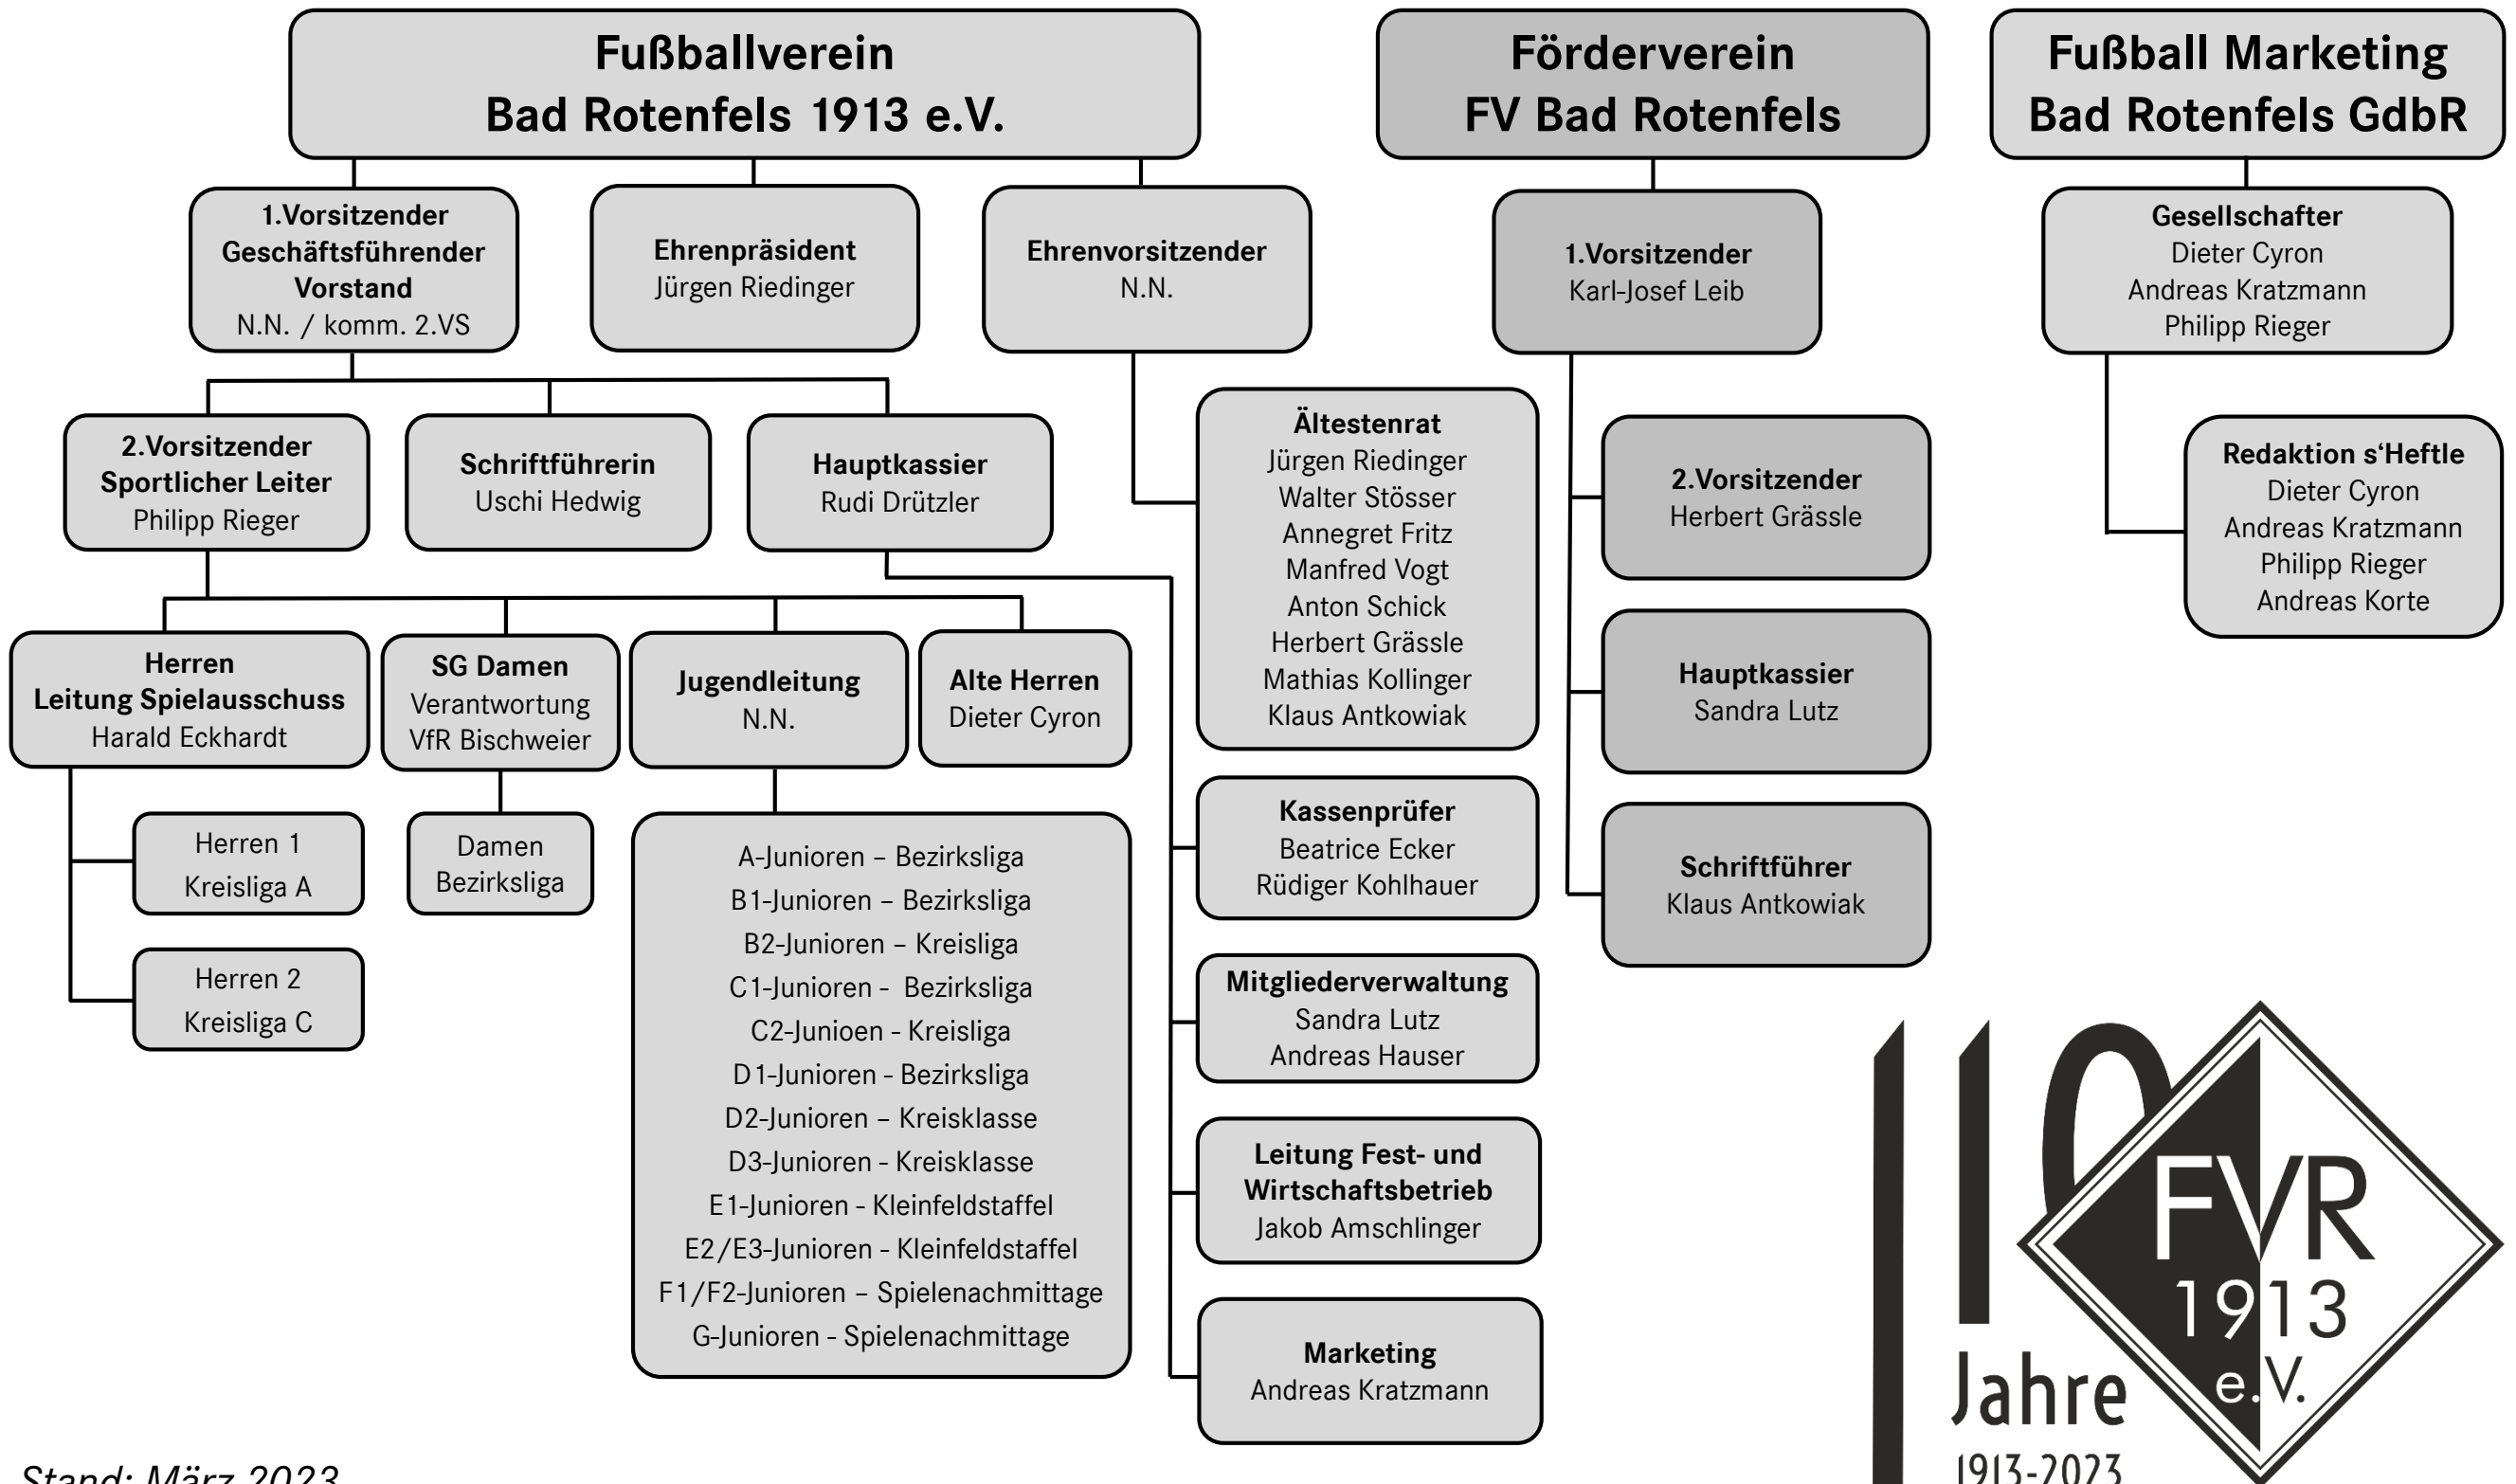 Fußballverein
Bad Rotenfels 1913 e.V.
Förderverein
FV Bad Rotenfels
Fußball Marketing
Bad Rotenfels GdbR
1.Vorsitzender
Geschäftsführender
Vorstand
N.N. / komm. 2.VS
Ehrenpräsident
Jürgen Riedinger
Ehrenvorsitzender
N.N.
1.Vorsitzender
Karl-Josef Leib
Gesellschafter
Dieter Cyron
Andreas Kratzmann
Philipp Rieger
2.Vorsitzender
Sportlicher Leiter
Philipp Rieger
Schriftführerin
Uschi Hedwig
Hauptkassier
Rudi Drützler
Ältestenrat
Jürgen Riedinger
Walter Stösser
Annegret Fritz
Manfred Vogt
Anton Schick
Herbert Grässle
Mathias Kollinger
Klaus Antkowiak
2.Vorsitzender
Herbert Grässle
Redaktion s‘Heftle
Dieter Cyron
Andreas Kratzmann
Philipp Rieger
Andreas Korte
Herren
Leitung Spielausschuss
Harald Eckhardt
SG Damen
Verantwortung
VfR Bischweier
Jugendleitung
N.N.
Alte Herren
Dieter Cyron
Hauptkassier
Sandra Lutz
Herren 1
Kreisliga A
Damen
Bezirksliga
Herren 2
Kreisliga C
A-Junioren – Bezirksliga
B1-Junioren – Bezirksliga
B2-Junioren – Kreisliga
C1-Junioren - Bezirksliga
C2-Junioen - Kreisliga
D1-Junioren - Bezirksliga
D2-Junioren – Kreisklasse
D3-Junioren - Kreisklasse
E1-Junioren - Kleinfeldstaffel
E2/E3-Junioren - Kleinfeldstaffel
F1/F2-Junioren – Spielenachmittage
G-Junioren - Spielenachmittage
Kassenprüfer
Beatrice Ecker
Rüdiger Kohlhauer
Schriftführer
Klaus Antkowiak
Mitgliederverwaltung
Sandra Lutz
Andreas Hauser
Leitung Fest- und
Wirtschaftsbetrieb
Jakob Amschlinger
Marketing
Andreas Kratzmann
110
Jahre
1913-2023
FVR
1913
e.V.
Stand: März 2023